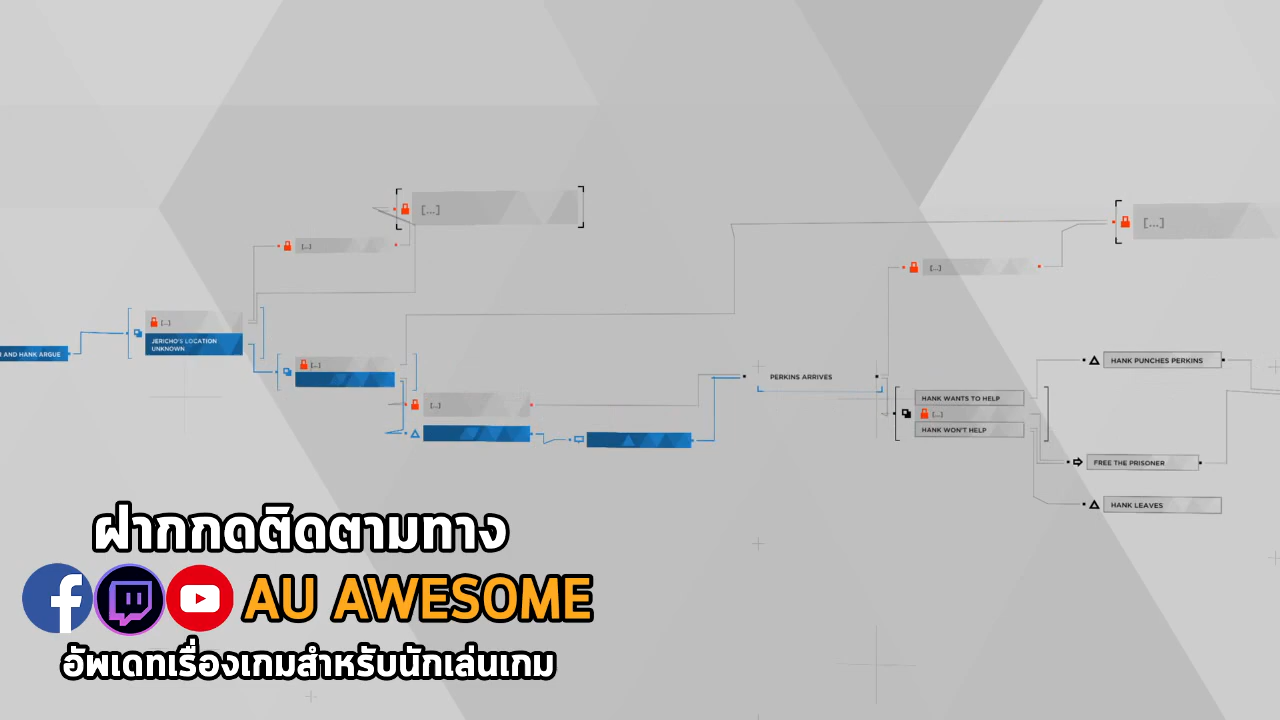 [...]
[...]
[...]
[...]
[...]
JERICHO'S LOCATION
UNKNOWN
AND HANK ARGUE
[...]
[...]
PERKINS ARRIVES
HANK WANTS TO HELP
[...]
HANK WON'T HELP
HANK PUNCHES PERKINS
FREE THE PRISONER
HANK LEAVES
ฝากกดติดตามทาง
AU AWESOME
อัพเดทเรื่องเกมสำหรับนักเล่นเกม